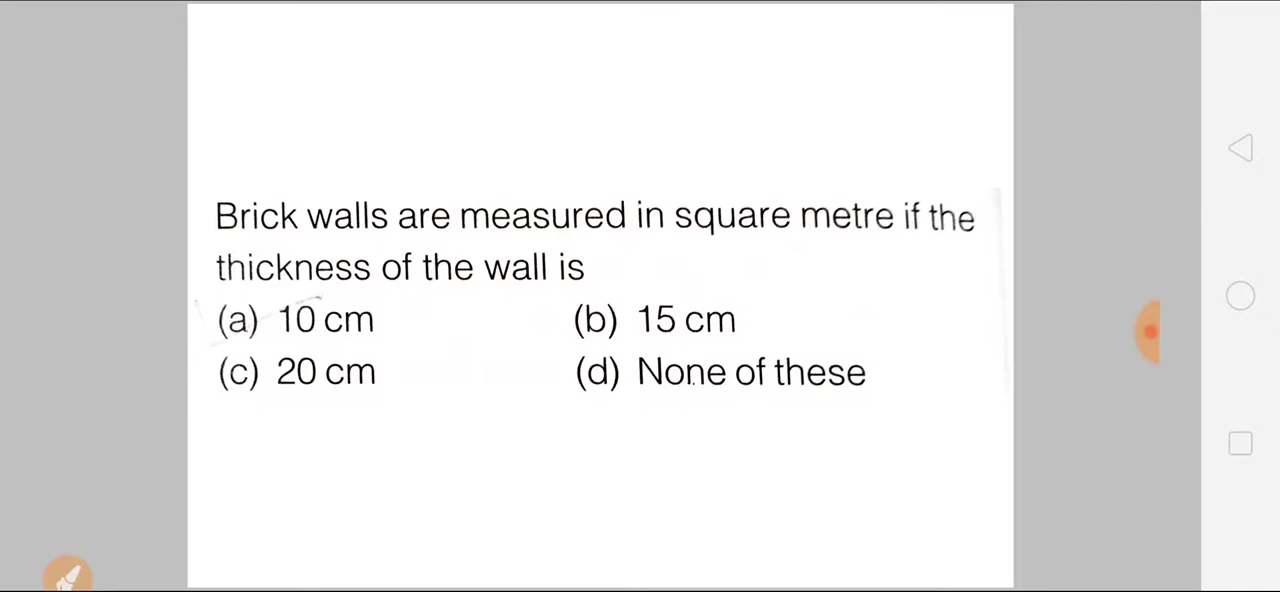 Brick walls are measured in square metre if the
thickness of the wall is
(a) 10 cm (b) 15 cm
(c) 20 cm (d) None of these